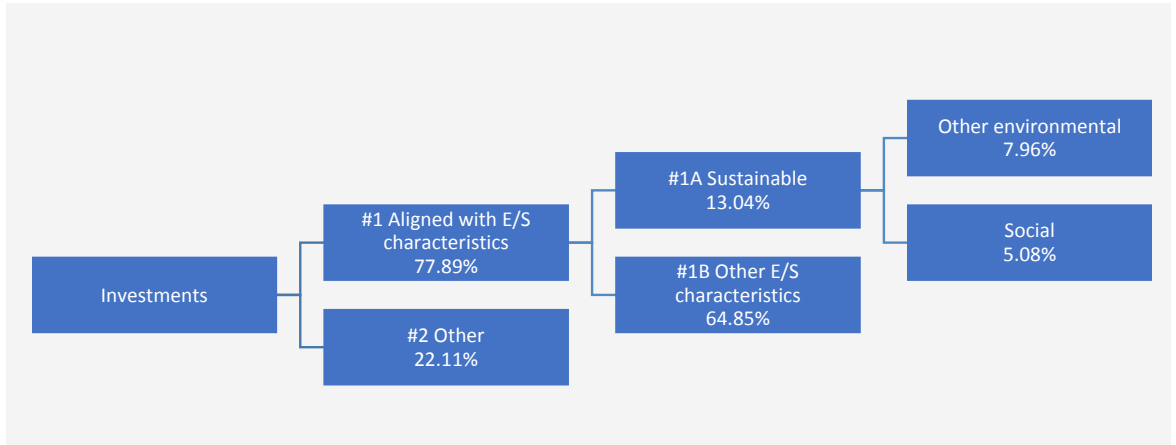 Investments
#1 Aligned with E/S
characteristics
77.89%
#2 Other
22.11%
#1A Sustainable
13.04%
#1B Other E/S
characteristics
64.85%
Other environmental
7.96%
Social
5.08%